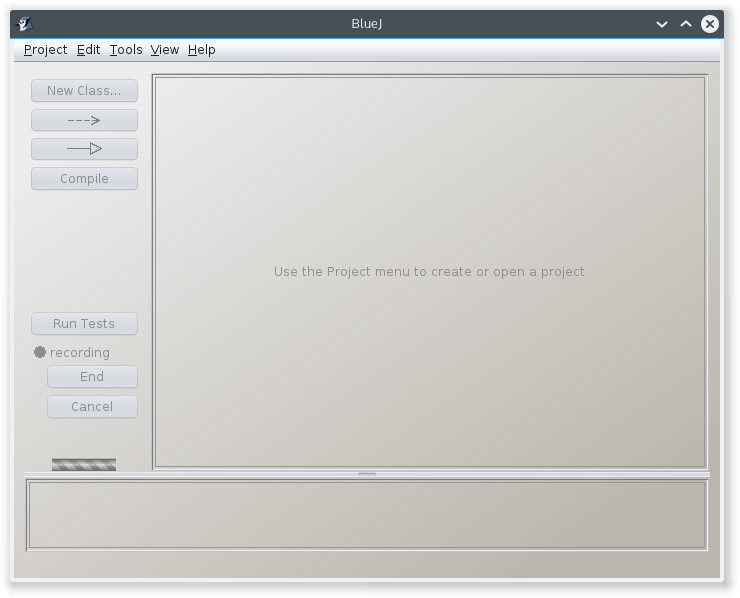 BlueJ
Project Edit Tools View Help
New Class...
Compile
Use the Project menu to create or open a project
Run Tests
recording
End
Cancel